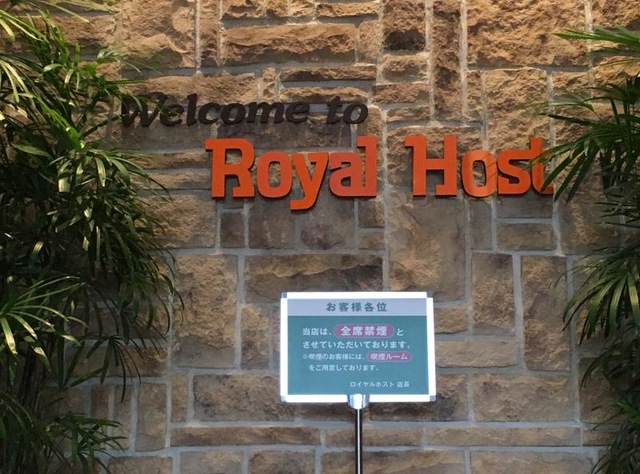 Welcome to
Royal Host
お客様各位
当店は、全席禁煙と
させていただいております。
※喫煙のお客様には、喫煙ルーム
をご用意しております。
ロイヤルホスト 店長